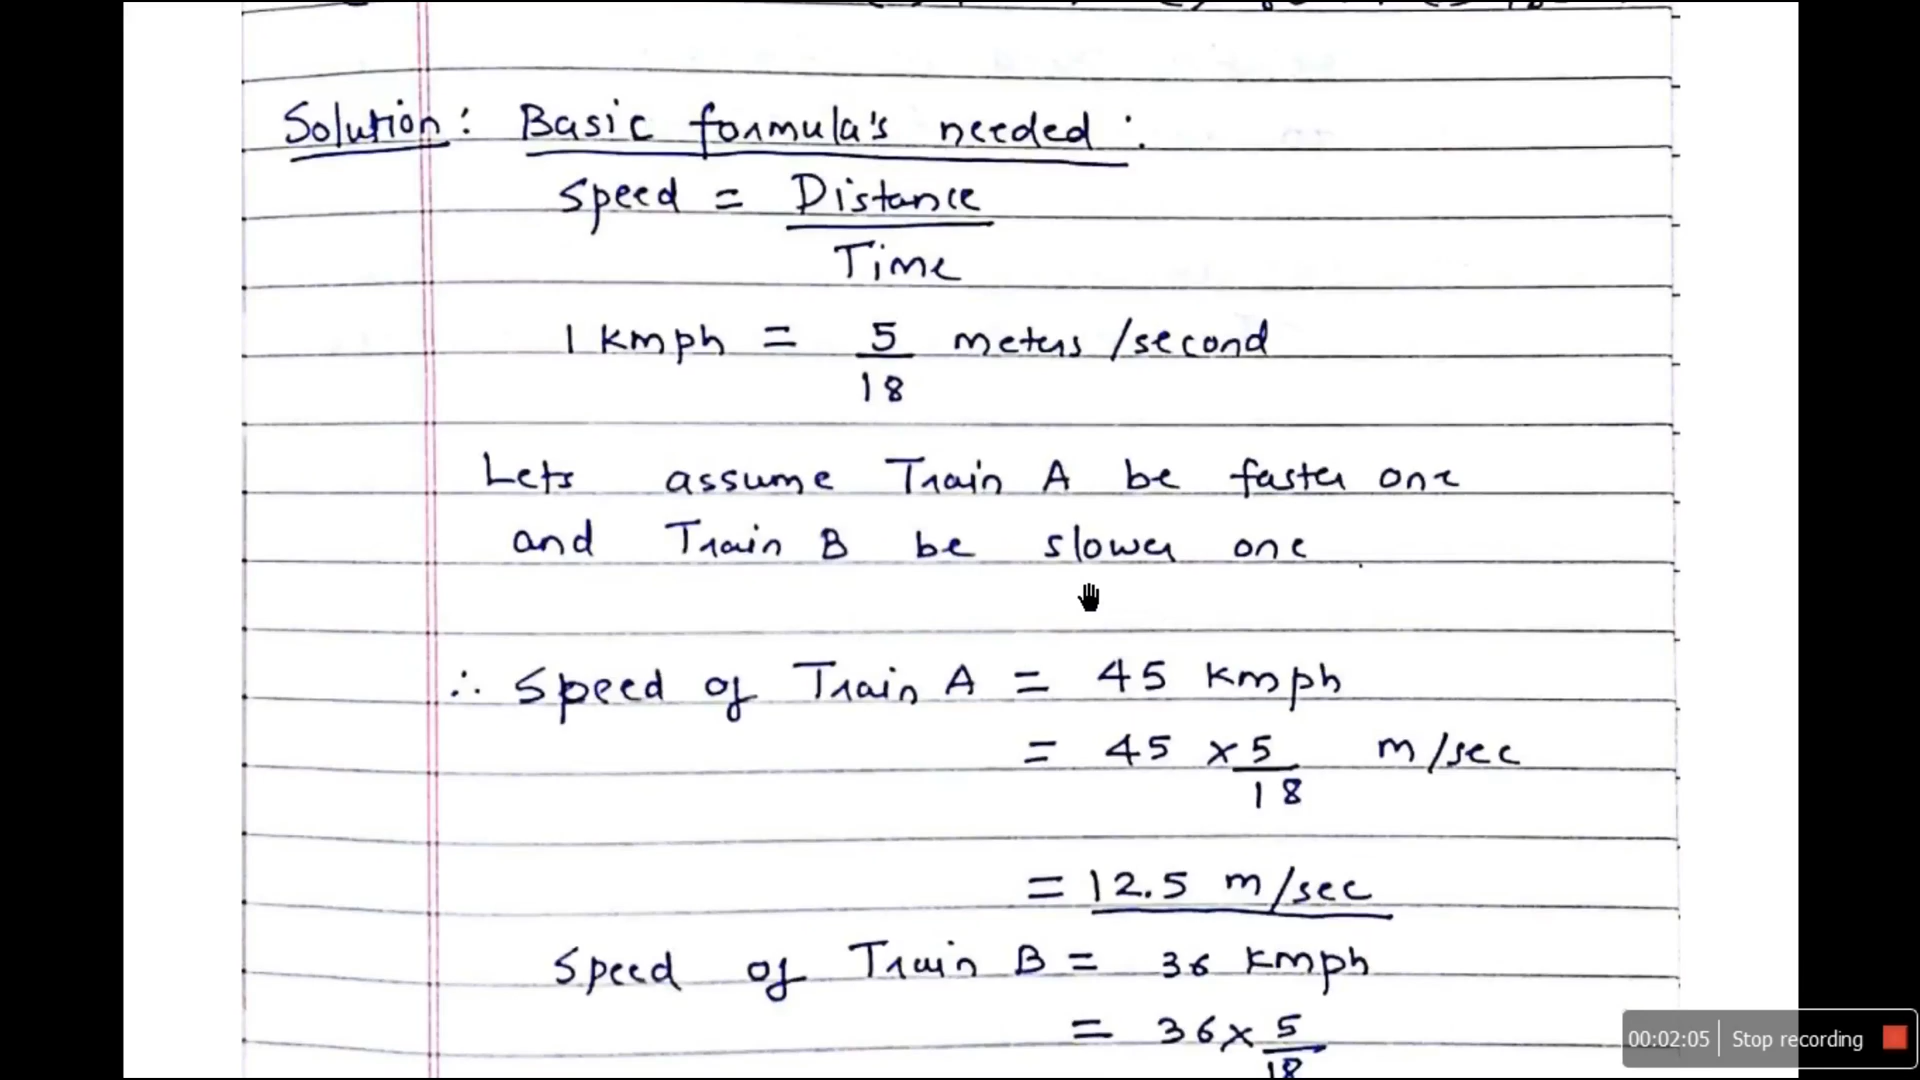 Solution: Basic formula's needed:
Speed = Distance
Time
1 kmph = 5 meters /second
18
Lets assume Train A be faster one
and Train B be slower one
∴ Speed of Train A = 45 kmph
= 45 × 5 m/sec
18
= 12.5 m/sec
Speed of Train B = 36 kmph
= 36 × 5
18
00:02:05 Stop recording